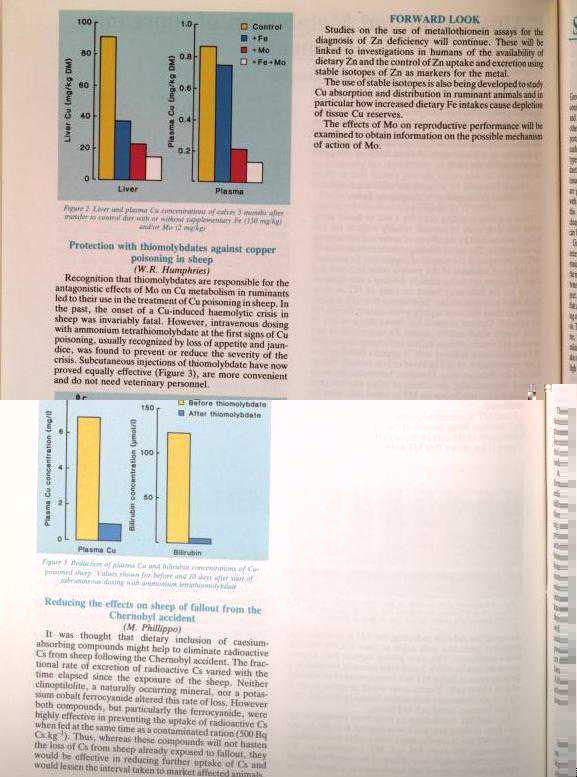 100
80
60
40
20
0
Liver Cu (mg/kg DM)
Liver
1.0
0.8
0.6
0.4
0.2
Plasma Cu (mg/kg DM)
Plasma
Control
+Fe
+Mo
+Fe+Mo
Figure 2 Liver and plasma Cu concentrations of calves 5 months after
transfer to control diet with or without supplementary Fe (150 mg/kg)
and/or Mo (2 mg/kg)
Protection with thiomolybdates against copper
poisoning in sheep
(W.R. Humphries)
Recognition that thiomolybdates are responsible for the
antagonistic effects of Mo on Cu metabolism in ruminants
led to their use in the treatment of Cu poisoning in sheep. In
the past, the onset of a Cu-induced haemolytic crisis in
sheep was invariably fatal. However, intravenous dosing
with ammonium tetrathiomolybdate at the first signs of Cu
poisoning, usually recognized by loss of appetite and jaun-
dice, was found to prevent or reduce the severity of the
crisis. Subcutaneous injections of thiomolybdate have now
proved equally effective (Figure 3), are more convenient
and do not need veterinary personnel.
6
4
2
0
Plasma Cu concentration (mg/l)
Plasma Cu
150
100
50
Bilirubin concentration (µmol/l)
Bilirubin
Before thiomolybdate
After thiomolybdate
Figure 3 Reduction of plasma Cu and bilirubin concentrations of Cu-
poisoned sheep. Values shown for before and 10 days after start of
subcutaneous dosing with ammonium tetrathiomolybdate
Reducing the effects on sheep of fallout from the
Chernobyl accident
(M. Phillippo)
It was thought that dietary inclusion of caesium-
absorbing compounds might help to eliminate radioactive
Cs from sheep following the Chernobyl accident. The frac-
tional rate of excretion of radioactive Cs varied with the
time elapsed since the exposure of the sheep. Neither
clinoptilolite, a naturally occurring mineral, nor a potas-
sium cobalt ferrocyanide altered this rate of loss. However
both compounds, but particularly the ferrocyanide, were
highly effective in preventing the uptake of radioactive Cs
when fed at the same time as a contaminated ration (500 Bq
Cs.kg⁻¹). Thus, whereas these compounds will not hasten
the loss of Cs from sheep already exposed to fallout, they
would be effective in reducing further uptake of Cs and
would lessen the interval taken to market affected animals
FORWARD LOOK
Studies on the use of metallothionein assays for the
diagnosis of Zn deficiency will continue. These will be
linked to investigations in humans of the availability of
dietary Zn and the control of Zn uptake and excretion using
stable isotopes of Zn as markers for the metal.
The use of stable isotopes is also being developed to study
Cu absorption and distribution in ruminant animals and in
particular how increased dietary Fe intakes cause depletion
of tissue Cu reserves.
The effects of Mo on reproductive performance will be
examined to obtain information on the possible mechanism
of action of Mo.